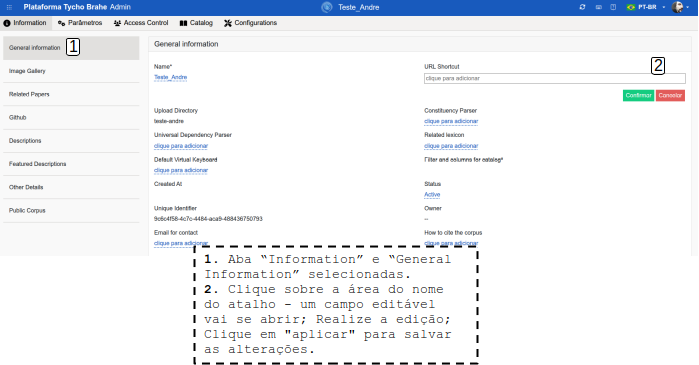 Plataforma Tycho Brahe Admin
Teste_Andre
PT-BR
Information
Parâmetros
Access Control
Catalog
Configurations
General information
1
Image Gallery
Related Papers
Github
Descriptions
Featured Descriptions
Other Details
Public Corpus
General information
Name*
Teste_Andre
URL Shortcut
2
clique para adicionar
Confirmar
Cancelar
Upload Directory
teste-andre
Constituency Parser
clique para adicionar
Universal Dependency Parser
clique para adicionar
Related lexicon
clique para adicionar
Default Virtual Keyboard
clique para adicionar
Filter and columns for catalog*
Created At
Status
Active
Unique Identifier
9c6c4f58-4c7c-4484-aca9-488436750793
Owner
--
Email for contact
clique para adicionar
How to cite the corpus
clique para adicionar
1. Aba “Information” e “General
Information” selecionadas.
2. Clique sobre a área do nome
do atalho - um campo editável
vai se abrir; Realize a edição;
Clique em "aplicar" para salvar
as alterações.